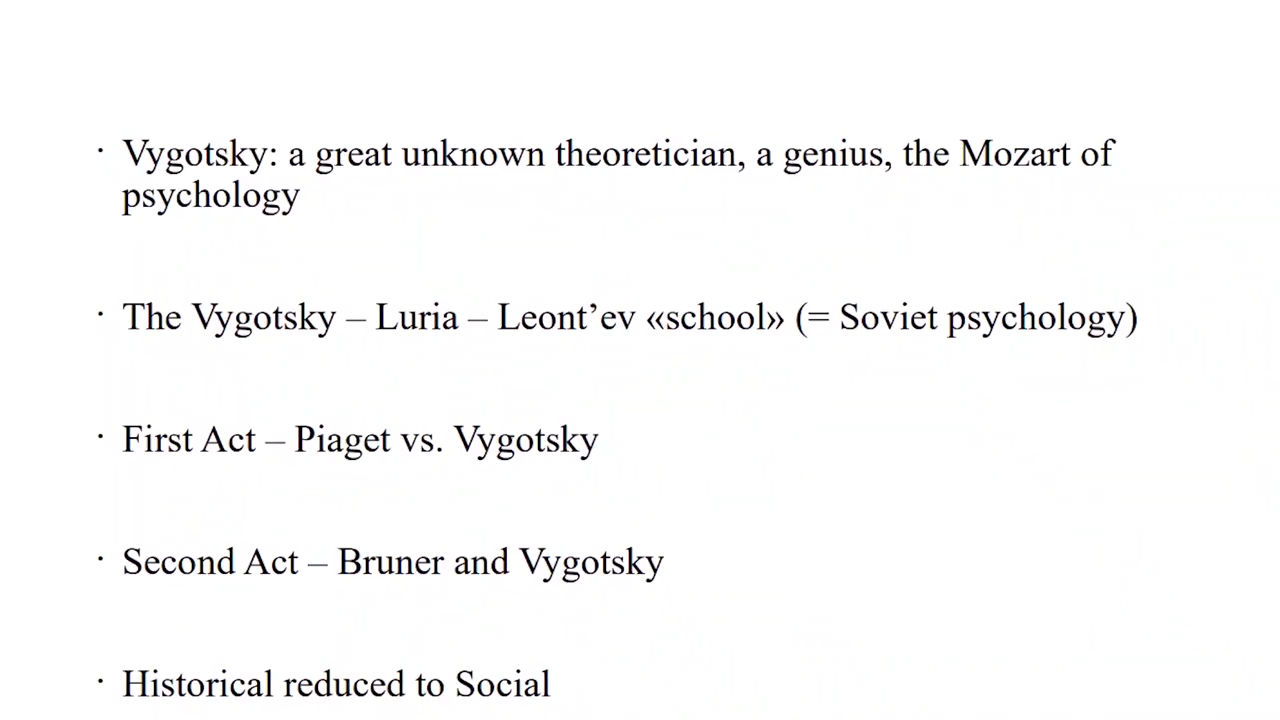 · Vygotsky: a great unknown theoretician, a genius, the Mozart of
psychology
· The Vygotsky – Luria – Leont’ev «school» (= Soviet psychology)
· First Act – Piaget vs. Vygotsky
· Second Act – Bruner and Vygotsky
· Historical reduced to Social